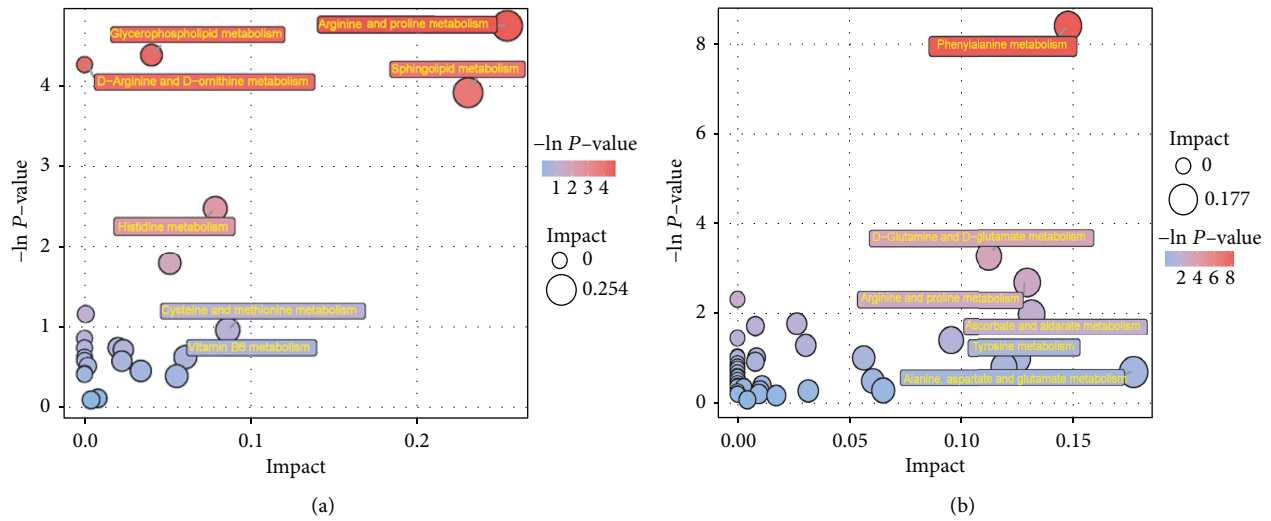 Glycerophospholipid metabolism
Arginine and proline metabolism
Sphingolipid metabolism
D−Arginine and D−ornithine metabolism
Histidine metabolism
Cysteine and methionine metabolism
Vitamin B6 metabolism
4
3
2
1
0
−ln P−value
0.0
0.1
0.2
Impact
−ln P−value
1 2 3 4
Impact
0
0.254
(a)
Phenylalanine metabolism
D−Glutamine and D−glutamate metabolism
Arginine and proline metabolism
Ascorbate and aldarate metabolism
Tyrosine metabolism
Alanine, aspartate and glutamate metabolism
8
6
4
2
0
−ln P−value
0.00
0.05
0.10
0.15
Impact
Impact
0
0.177
−ln P−value
2 4 6 8
(b)